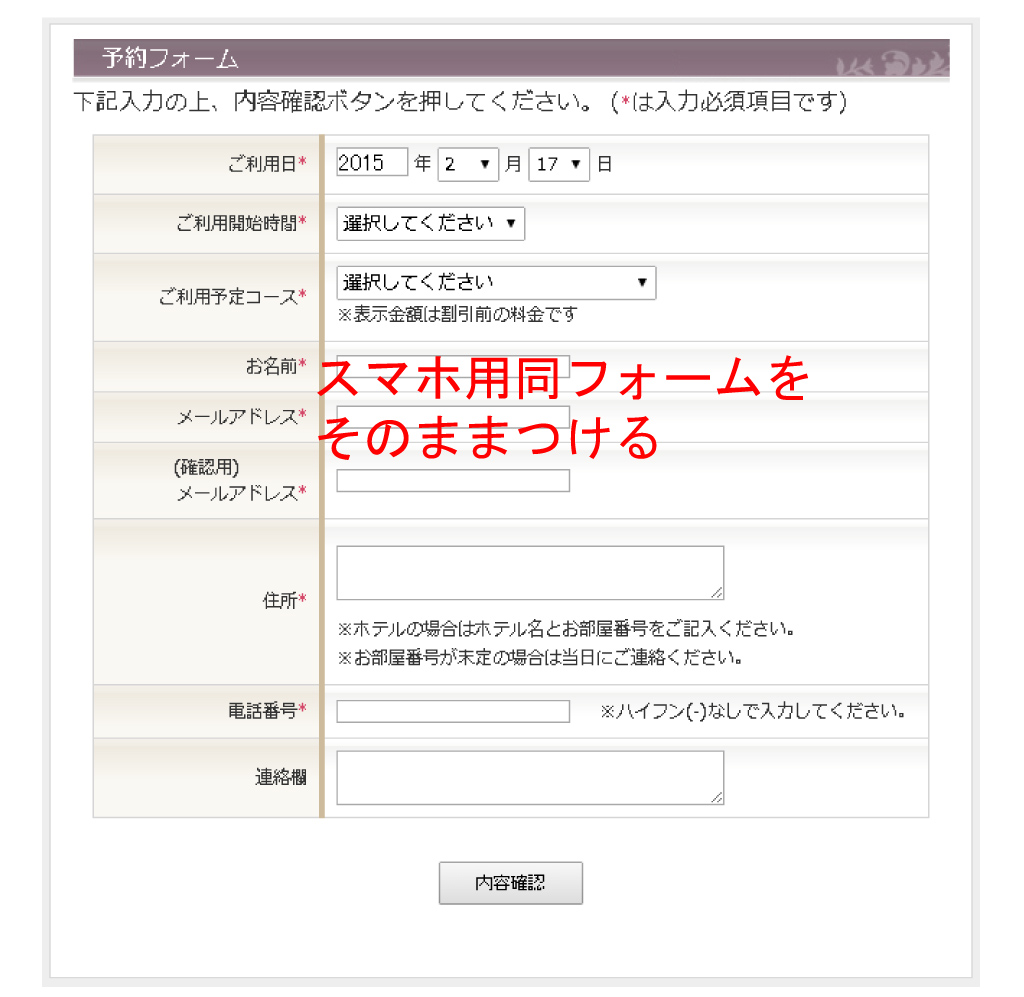 予約フォーム
下記入力の上、内容確認ボタンを押してください。 (*は入力必須項目です)
ご利用日* 2015 年 2 ▼ 月 17 ▼ 日
ご利用開始時間* 選択してください ▼
ご利用予定コース* 選択してください ▼
※表示金額は割引前の料金です
お名前*
スマホ用同フォームを
メールアドレス*
そのままつける
(確認用)
メールアドレス*
住所*
※ホテルの場合はホテル名とお部屋番号をご記入ください。
※お部屋番号が未定の場合は当日にご連絡ください。
電話番号* ※ハイフン(-)なしで入力してください。
連絡欄
内容確認